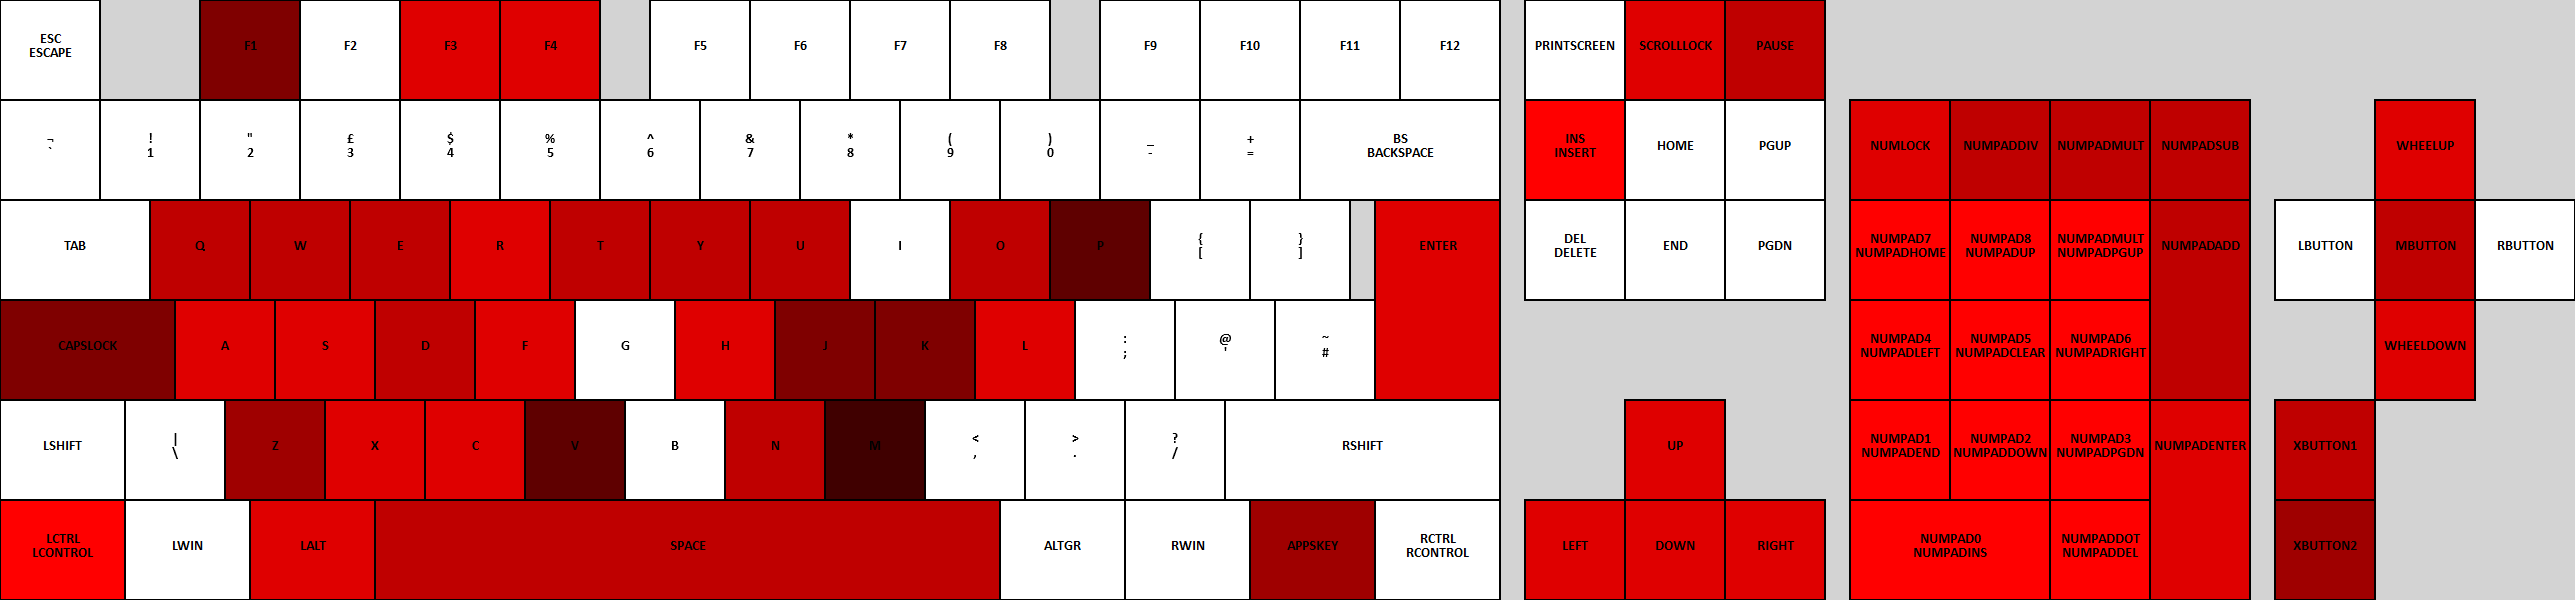 ESC
ESCAPE
F1
F2
F3
F4
F5
F6
F7
F8
F9
F10
F11
F12
PRINTSCREEN
SCROLLLOCK
PAUSE
¬
`
!
1
"
2
£
3
$
4
%
5
^
6
&
7
*
8
(
9
)
0
_
-
+
=
BS
BACKSPACE
INS
INSERT
HOME
PGUP
NUMLOCK
NUMPADDIV
NUMPADMULT
NUMPADSUB
WHEELUP
TAB
Q
W
E
R
T
Y
U
I
O
P
{
[
}
]
ENTER
DEL
DELETE
END
PGDN
NUMPAD7
NUMPADHOME
NUMPAD8
NUMPADUP
NUMPADMULT
NUMPADPGUP
NUMPADADD
LBUTTON
MBUTTON
RBUTTON
CAPSLOCK
A
S
D
F
G
H
J
K
L
:
;
@
'
~
#
NUMPAD4
NUMPADLEFT
NUMPAD5
NUMPADCLEAR
NUMPAD6
NUMPADRIGHT
WHEELDOWN
LSHIFT
|
\
Z
X
C
V
B
N
M
<
,
>
.
?
/
RSHIFT
UP
NUMPAD1
NUMPADEND
NUMPAD2
NUMPADDOWN
NUMPAD3
NUMPADPGDN
NUMPADENTER
XBUTTON1
LCTRL
LCONTROL
LWIN
LALT
SPACE
ALTGR
RWIN
APPSKEY
RCTRL
RCONTROL
LEFT
DOWN
RIGHT
NUMPAD0
NUMPADINS
NUMPADDOT
NUMPADDEL
XBUTTON2